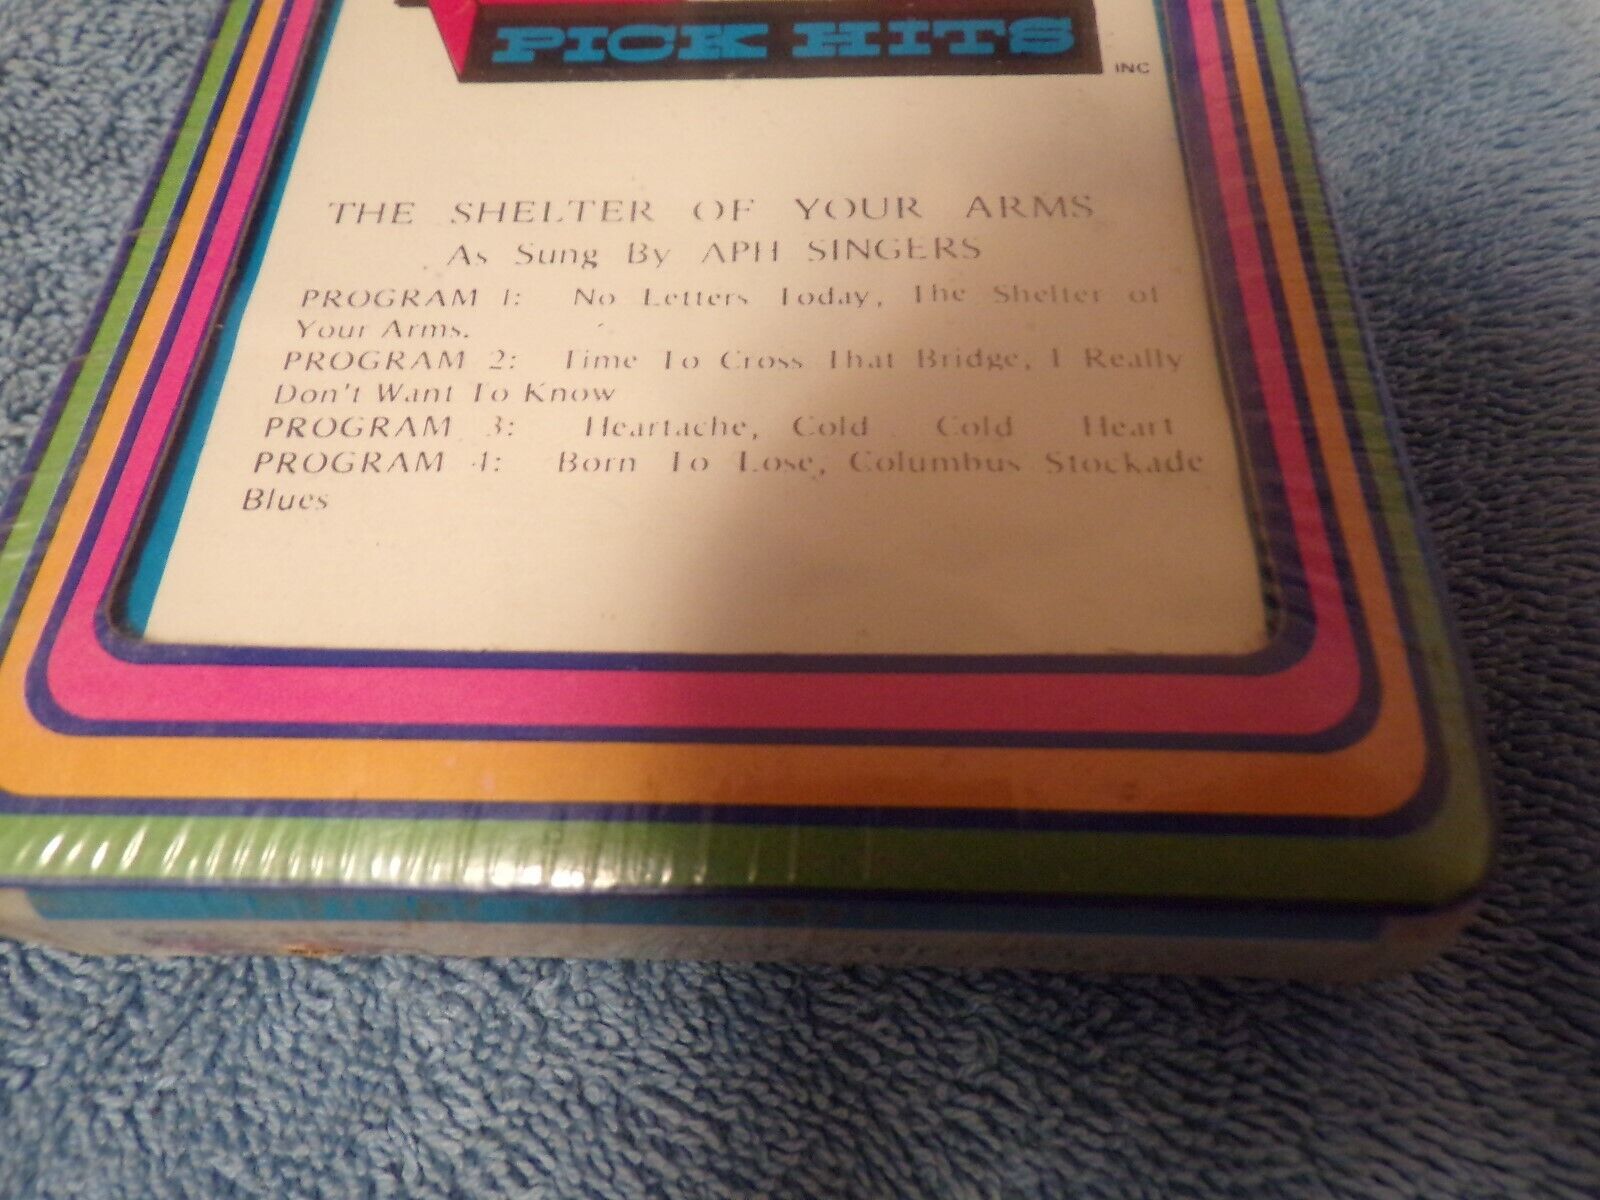 PICK HITS
INC
THE SHELTER OF YOUR ARMS
As Sung By APH SINGERS
PROGRAM 1: No Letters Today, The Shelter of
Your Arms.
PROGRAM 2: Time To Cross That Bridge, I Really
Don't Want To Know
PROGRAM 3: Heartache, Cold Cold Heart
PROGRAM 4: Born To Lose, Columbus Stockade
Blues